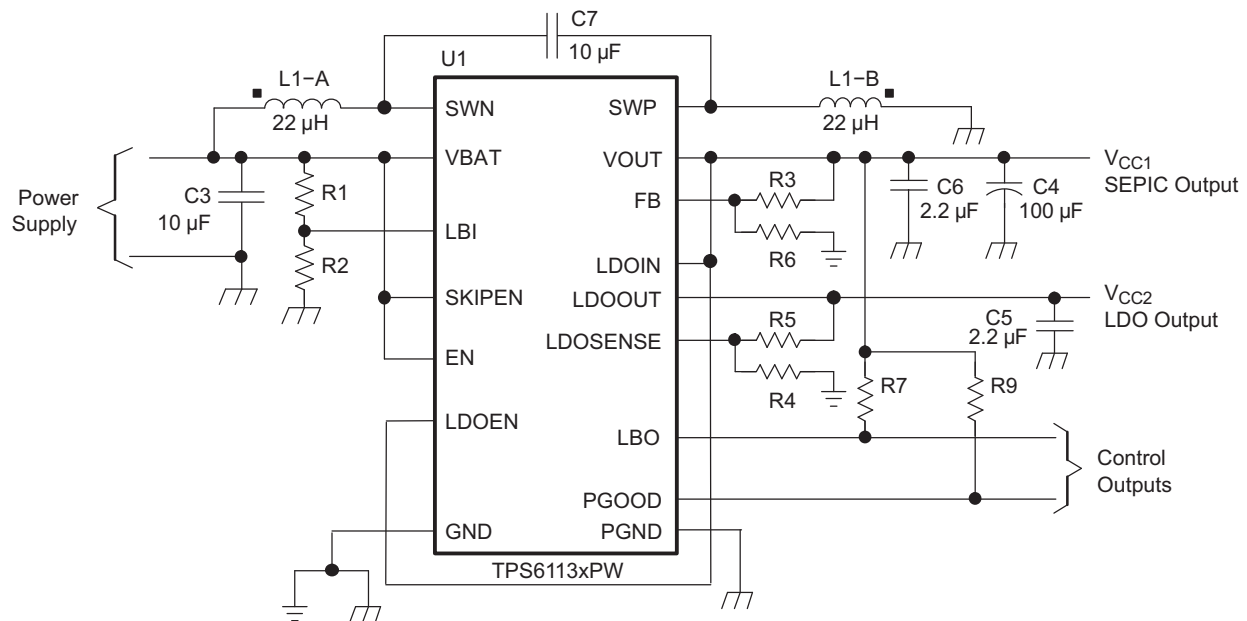 C7
10 µF
U1
L1−A
22 µH
SWN
SWP
L1−B
22 µH
VBAT
VOUT
VCC1
SEPIC Output
Power
Supply
C3
10 µF
R1
R3
FB
C6
2.2 µF
C4
100 µF
LBI
R6
R2
LDOIN
SKIPEN
LDOOUT
VCC2
LDO Output
R5
C5
2.2 µF
LDOSENSE
EN
R4
R7
R9
LDOEN
LBO
Control
Outputs
PGOOD
GND
PGND
TPS6113xPW